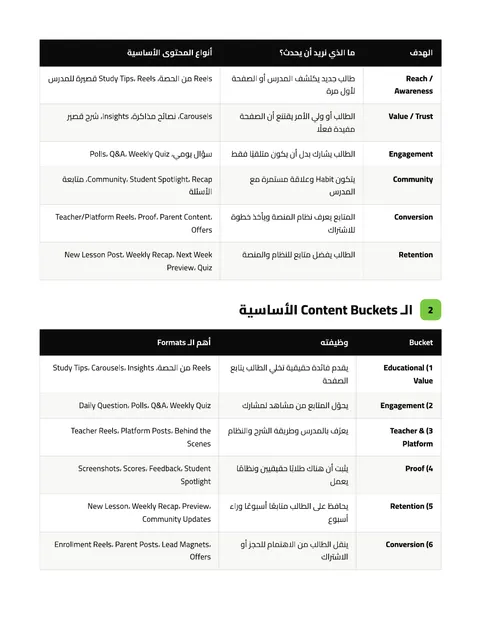 الهدف
ما الذي نريد أن يحدث؟
أنواع المحتوى الأساسية
Reach /
Awareness
طالب جديد يكتشف المدرس أو الصفحة
لأول مرة
Reels من الحصة، Study Tips، Reels قصيرة للمدرس
Value / Trust
الطالب أو ولي الأمر يقتنع أن الصفحة
مفيدة فعلًا
Carousels، نصائح مذاكرة، Insights، شرح قصير
Engagement
الطالب يشارك بدل أن يكون متلقيًا فقط
سؤال يومي، Polls، Q&A، Weekly Quiz
Community
يتكون Habit وعلاقة مستمرة مع
المدرس
Community، Student Spotlight، Recap، متابعة
الأسئلة
Conversion
المتابع يعرف نظام المنصة ويأخذ خطوة
للاشتراك
Teacher/Platform Reels، Proof، Parent Content،
Offers
Retention
الطالب يفضل متابع للنظام والمنصة
New Lesson Post، Weekly Recap، Next Week
Preview، Quiz
2
الـ Content Buckets الأساسية
Bucket
وظيفته
أهم الـ Formats
1) Educational
Value
يقدم فائدة حقيقية تخلي الطالب يتابع
الصفحة
Reels من الحصة، Study Tips، Carousels، Insights
2) Engagement
يحوّل المتابع من مشاهد لمشارك
Daily Question، Polls، Q&A، Weekly Quiz
3) Teacher &
Platform
يعرّف بالمدرس وطريقة الشرح والنظام
Teacher Reels، Platform Posts، Behind the
Scenes
4) Proof
يثبت أن هناك طلابًا حقيقيين ونظامًا
يعمل
Screenshots، Scores، Feedback، Student
Spotlight
5) Retention
يحافظ على الطالب متابعًا أسبوعًا وراء
أسبوع
New Lesson، Weekly Recap، Preview،
Community Updates
6) Conversion
ينقل الطالب من الاهتمام للحجز أو
الاشتراك
Enrollment Reels، Parent Posts، Lead Magnets،
Offers